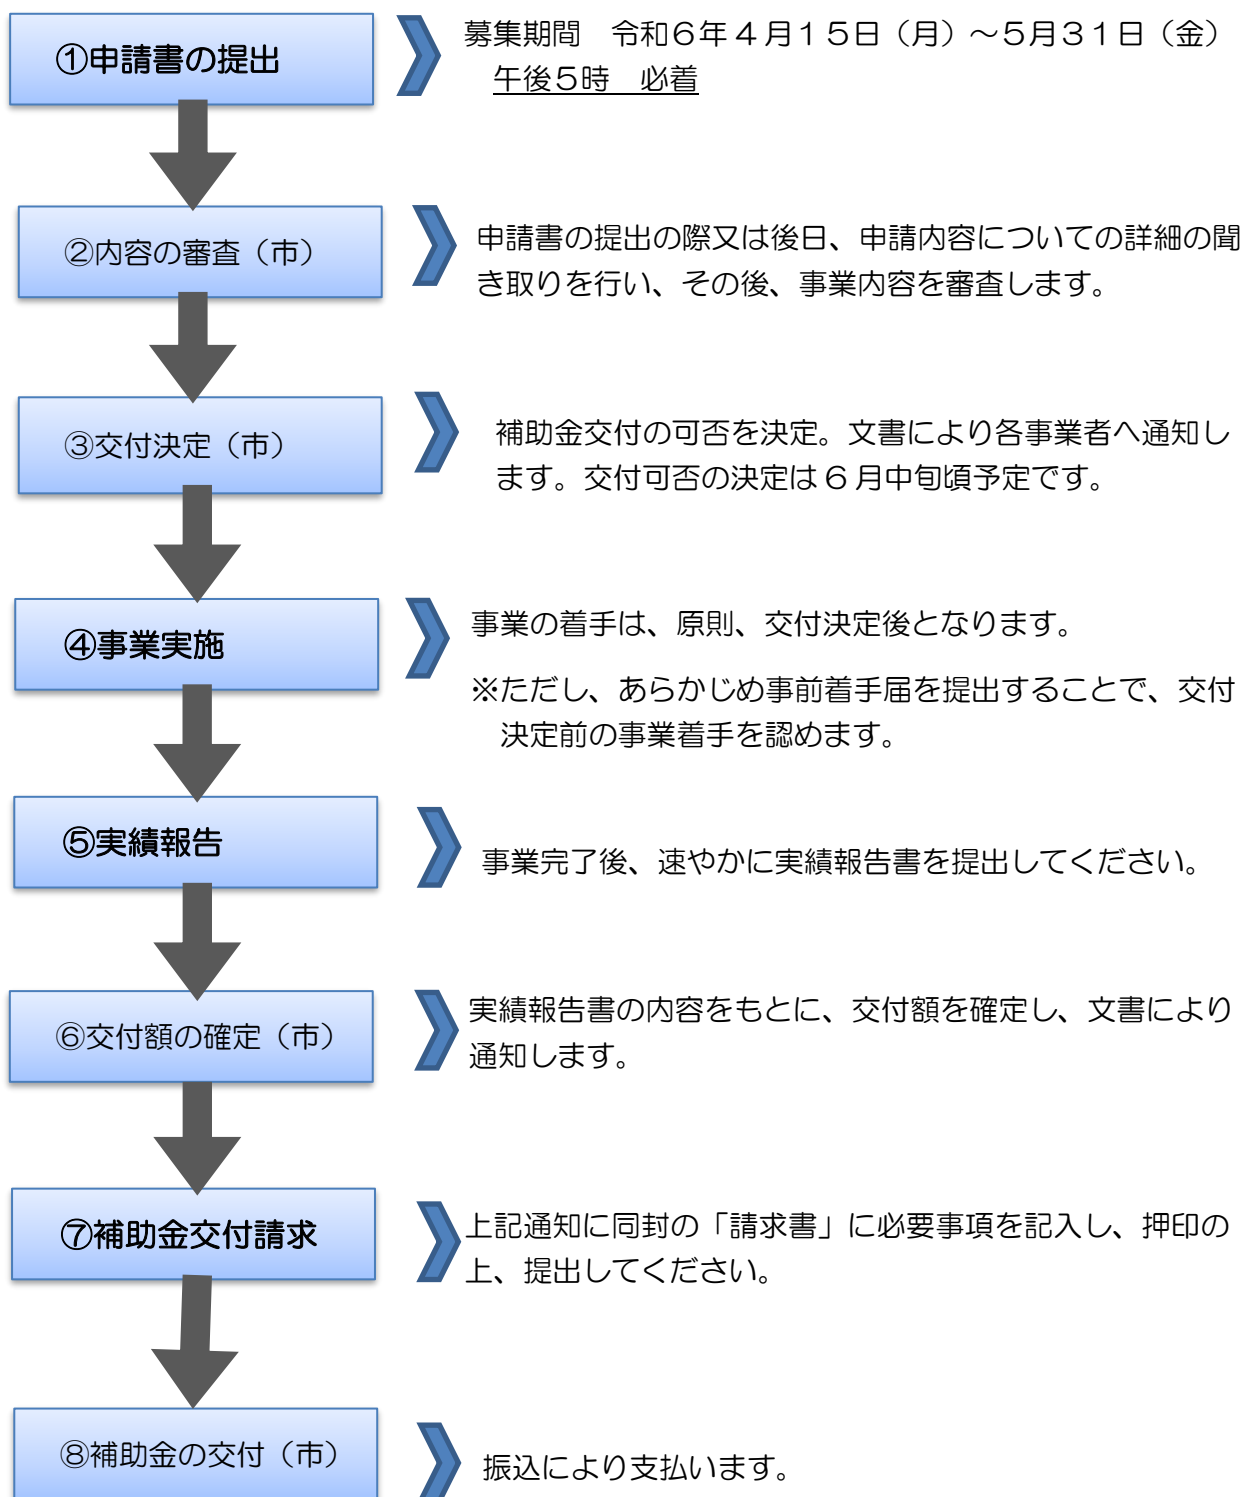 ①申請書の提出
募集期間　令和６年４月１５日（月）～５月３１日（金）
午後５時　必着
②内容の審査（市）
申請書の提出の際又は後日、申請内容についての詳細の聞
き取りを行い、その後、事業内容を審査します。
③交付決定（市）
補助金交付の可否を決定。文書により各事業者へ通知し
ます。交付可否の決定は６月中旬頃予定です。
④事業実施
事業の着手は、原則、交付決定後となります。
※ただし、あらかじめ事前着手届を提出することで、交付
決定前の事業着手を認めます。
⑤実績報告
事業完了後、速やかに実績報告書を提出してください。
⑥交付額の確定（市）
実績報告書の内容をもとに、交付額を確定し、文書により
通知します。
⑦補助金交付請求
上記通知に同封の「請求書」に必要事項を記入し、押印の
上、提出してください。
⑧補助金の交付（市）
振込により支払います。